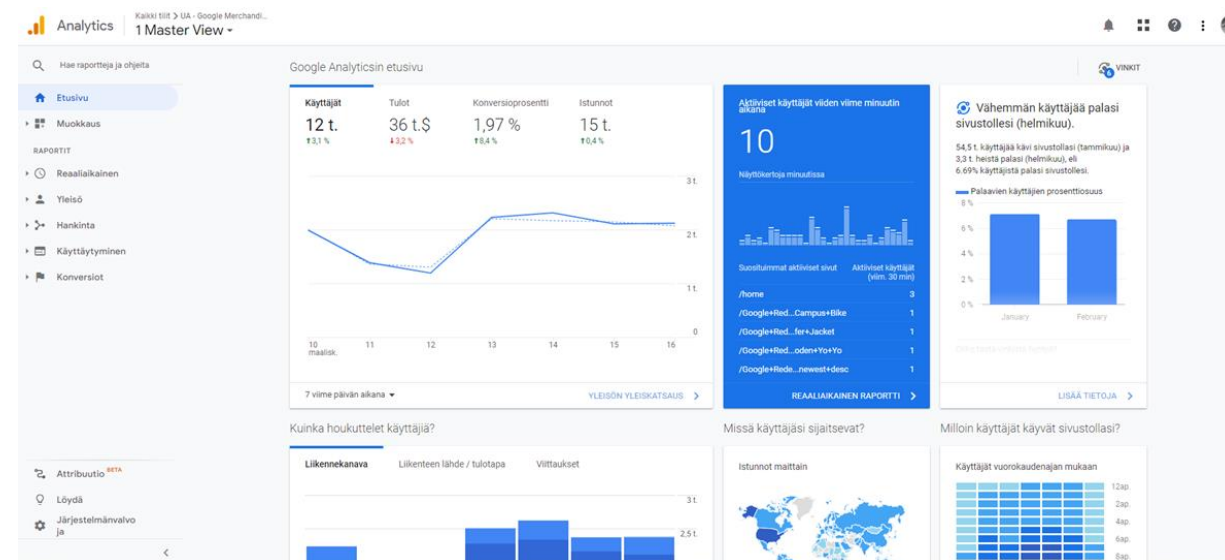 Analytics
Kaikki tilit > UA - Google Merchandi...
1 Master View
Hae raportteja ja ohjeita
Etusivu
Muokkaus
RAPORTIT
Reaaliaikainen
Yleisö
Hankinta
Käyttäytyminen
Konversiot
Attribuutio BETA
Löydä
Järjestelmänvalvo
ja
Google Analyticsin etusivu
VINKIT
6
Käyttäjät Tulot Konversioprosentti Istunnot
12 t. 36 t.$ 1,97 % 15 t.
↑3,1 % ↓3,2 % ↑8,4 % ↑0,4 %
3 t.
2 t.
1 t.
0
10 11 12 13 14 15 16
maalisk.
7 viime päivän aikana
YLEISÖN YLEISKATSAUS >
Aktiiviset käyttäjät viiden viime minuutin
aikana
10
Näyttökertoja minuutissa
Suosituimmat aktiiviset sivut Aktiiviset käyttäjät
(viim. 30 min)
/home 3
/Google+Red...Campus+Bike 1
/Google+Red...fer+Jacket 1
/Google+Red...oden+Yo+Yo 1
/Google+Rede...newest+desc 1
REAALIAIKAINEN RAPORTTI >
Vähemmän käyttäjää palasi
sivustollesi (helmikuu).
54,5 t. käyttäjää kävi sivustollasi (tammikuu) ja
3,3 t. heistä palasi (helmikuu), eli
6.69% käyttäjistä palasi sivustollesi.
Palaavien käyttäjien prosenttiosuus
8 %
6 %
4 %
2 %
0 %
January February
LISÄÄ TIETOJA >
Kuinka houkuttelet käyttäjiä?
Liikennekanava Liikenteen lähde / tulotapa Viittaukset
3 t.
2,5 t.
Missä käyttäjäsi sijaitsevat?
Istunnot maittain
Milloin käyttäjät käyvät sivustollasi?
Käyttäjät vuorokaudenajan mukaan
12ap.
2ap.
4ap.
6ap.
8ap.